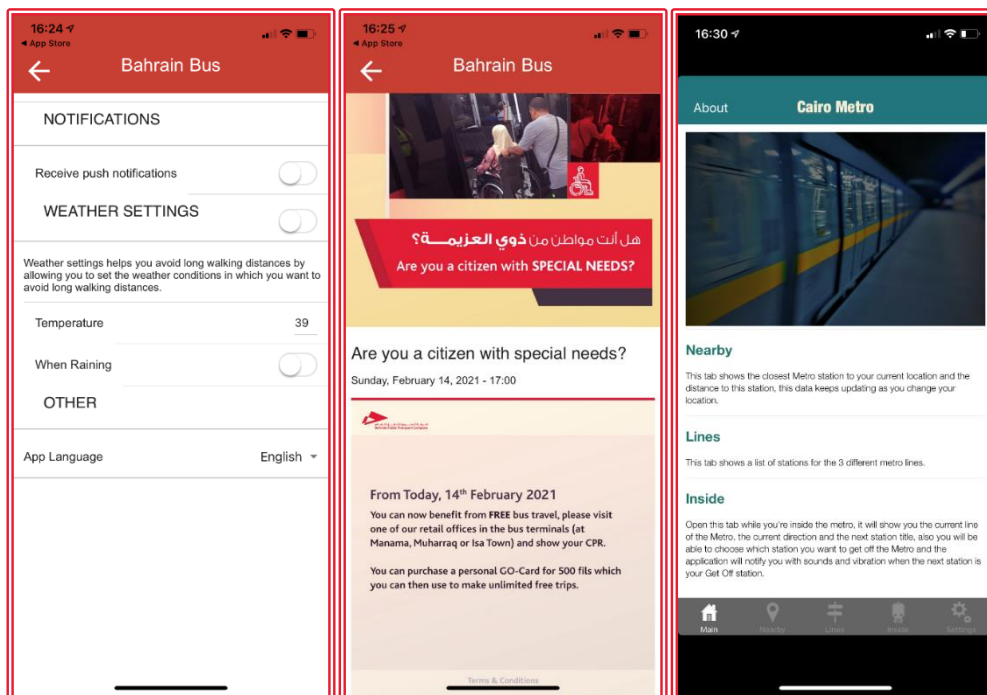 16:24
App Store
Bahrain Bus
NOTIFICATIONS
Receive push notifications
WEATHER SETTINGS
Weather settings helps you avoid long walking distances by
allowing you to set the weather conditions in which you want to
avoid long walking distances.
Temperature 39
When Raining
OTHER
App Language English
16:25
App Store
Bahrain Bus
هل أنت مواطن من ذوي العزيمـــة؟
Are you a citizen with SPECIAL NEEDS?
Are you a citizen with special needs?
Sunday, February 14, 2021 - 17:00
From Today, 14th February 2021
You can now benefit from FREE bus travel, please visit
one of our retail offices in the bus terminals (at
Manama, Muharraq or Isa Town) and show your CPR.
You can purchase a personal GO-Card for 500 fils which
you can then use to make unlimited free trips.
Terms & Conditions
16:30
About Cairo Metro
Nearby
This tab shows the closest Metro station to your current location and the
distance to this station, this data keeps updating as you change your
location.
Lines
This tab shows a list of stations for the 3 different metro lines.
Inside
Open this tab while you're inside the metro, it will show you the current line
of the Metro, the current direction and the next station title, also you will be
able to choose which station you want to get off the Metro and the
application will notify you with sounds and vibration when the next station is
your Get Off station.
Main Nearby Lines Inside Settings